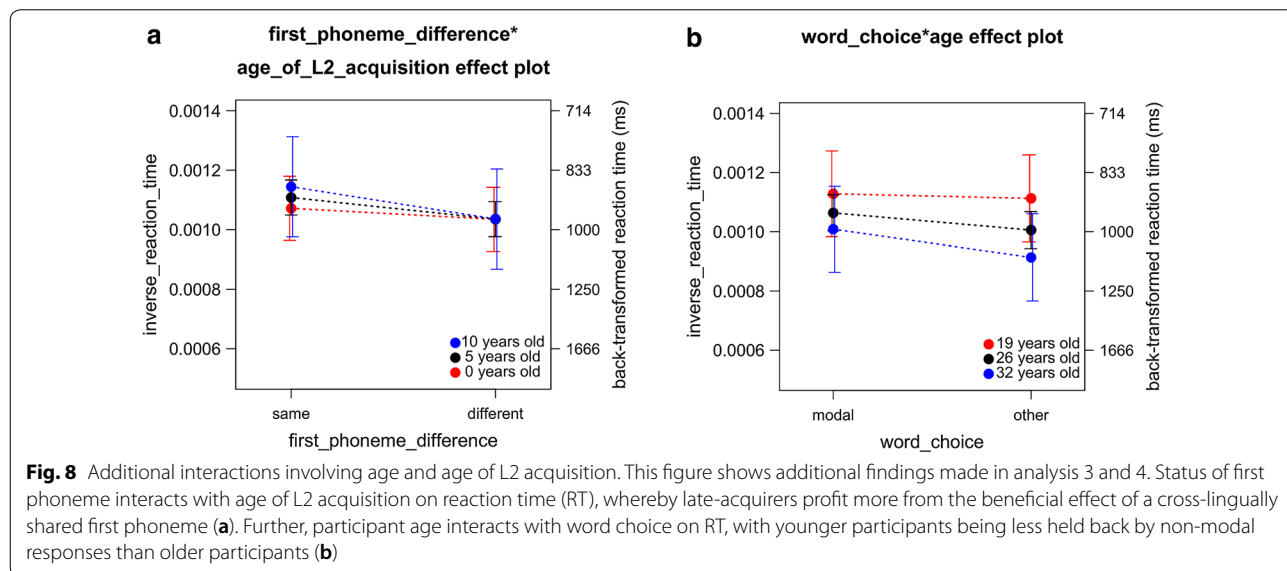 a
first_phoneme_difference*
age_of_L2_acquisition effect plot
inverse_reaction_time
0.0014
0.0012
0.0010
0.0008
0.0006
714
833
1000
1250
1666
back-transformed reaction time (ms)
10 years old
5 years old
0 years old
same
different
first_phoneme_difference
b
word_choice*age effect plot
inverse_reaction_time
0.0014
0.0012
0.0010
0.0008
0.0006
714
833
1000
1250
1666
back-transformed reaction time (ms)
19 years old
26 years old
32 years old
modal
other
word_choice
Fig. 8 Additional interactions involving age and age of L2 acquisition. This figure shows additional findings made in analysis 3 and 4. Status of first
phoneme interacts with age of L2 acquisition on reaction time (RT), whereby late-acquirers profit more from the beneficial effect of a cross-lingually
shared first phoneme (a). Further, participant age interacts with word choice on RT, with younger participants being less held back by non-modal
responses than older participants (b)